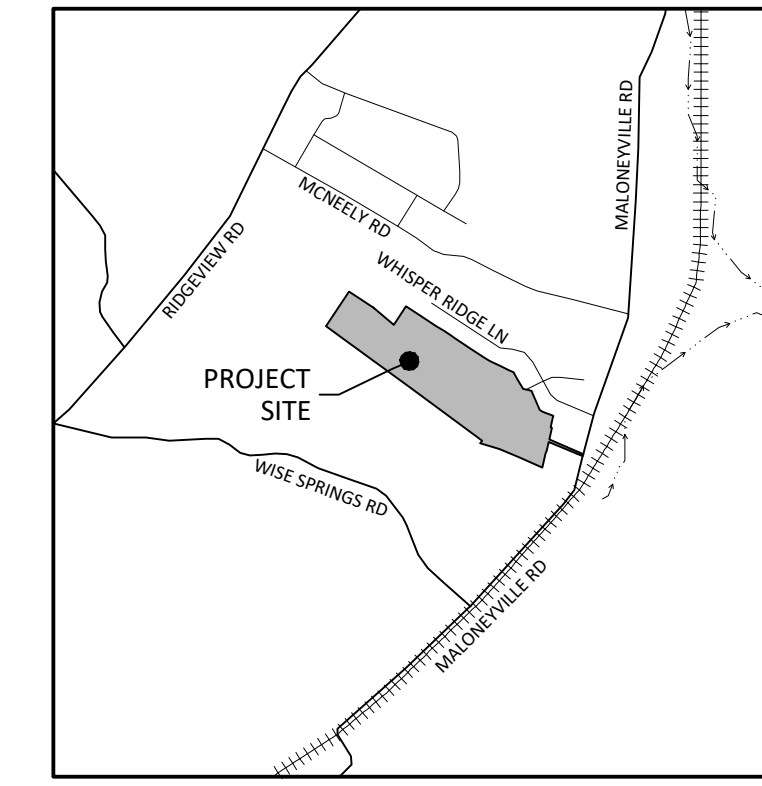 MALONEYVILLE RD
MCNEELY RD
RIDGEVIEW RD
WHISPER RIDGE LN
PROJECT
SITE
WISE SPRINGS RD
MALONEYVILLE RD